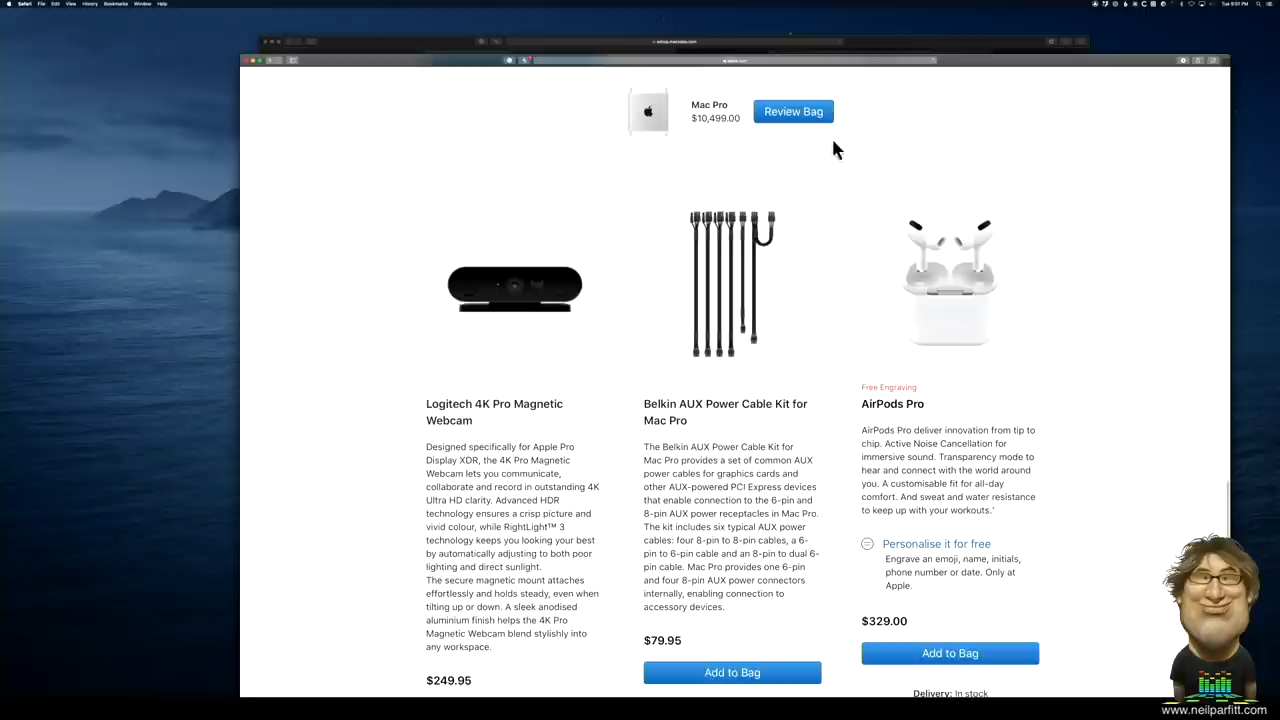 Safari File Edit View History Bookmarks Window Help
Tue 9:51 PM
Mac Pro
$10,499.00
Review Bag
Logitech 4K Pro Magnetic
Webcam
Designed specifically for Apple Pro
Display XDR, the 4K Pro Magnetic
Webcam lets you communicate,
collaborate and record in outstanding 4K
Ultra HD clarity. Advanced HDR
technology ensures a crisp picture and
vivid colour, while RightLight™ 3
technology keeps you looking your best
by automatically adjusting to both poor
lighting and direct sunlight.
The secure magnetic mount attaches
effortlessly and holds steady, even when
tilting up or down. A sleek anodised
aluminium finish helps the 4K Pro
Magnetic Webcam blend stylishly into
any workspace.
$249.95
Belkin AUX Power Cable Kit for
Mac Pro
The Belkin AUX Power Cable Kit for
Mac Pro provides a set of common AUX
power cables for graphics cards and
other AUX-powered PCI Express devices
that enable connection to the 6-pin and
8-pin AUX power receptacles in Mac Pro.
The kit includes six typical AUX power
cables: four 8-pin to 8-pin cables, a 6-
pin to 6-pin cable and an 8-pin to dual 6-
pin cable. Mac Pro provides one 6-pin
and four 8-pin AUX power connectors
internally, enabling connection to
accessory devices.
$79.95
Add to Bag
Free Engraving
AirPods Pro
AirPods Pro deliver innovation from tip to
chip. Active Noise Cancellation for
immersive sound. Transparency mode to
hear and connect with the world around
you. A customisable fit for all-day
comfort. And sweat and water resistance
to keep up with your workouts.*
Personalise it for free
Engrave an emoji, name, initials,
phone number or date. Only at
Apple.
$329.00
Add to Bag
Delivery: In stock
www.neilparfitt.com